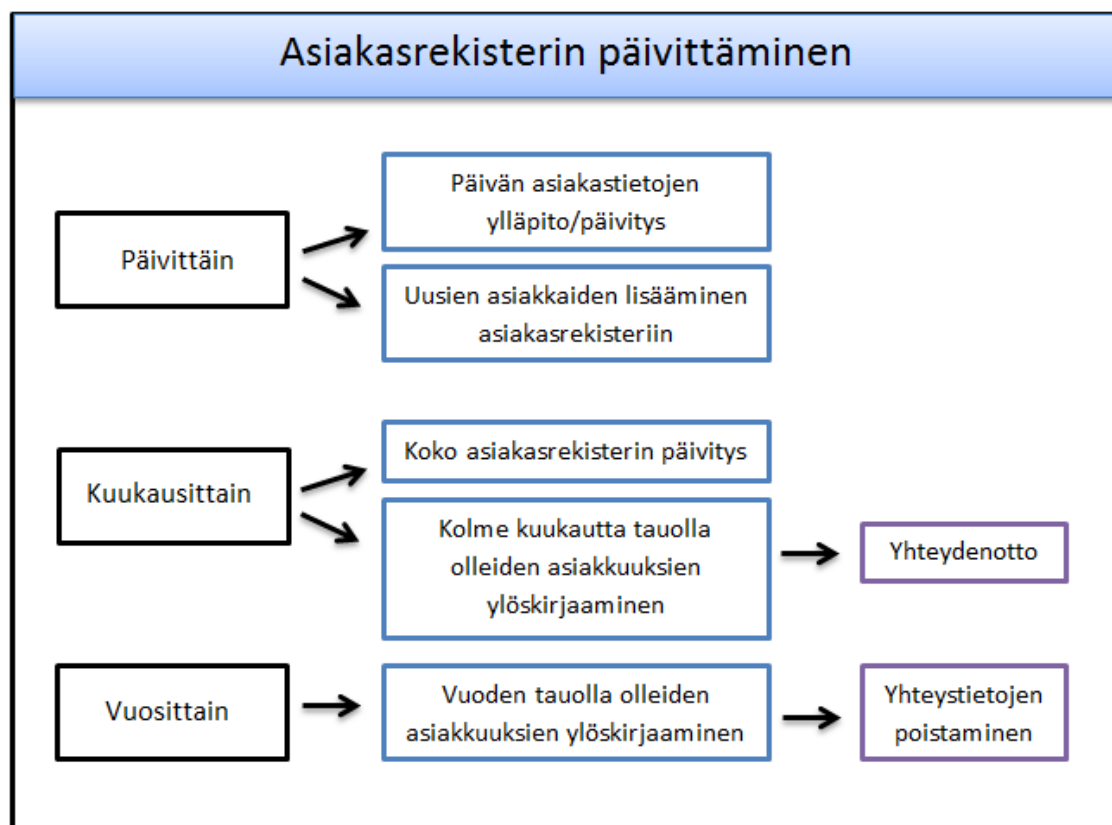 Asiakasrekisterin päivittäminen
Päivittäin
Päivän asiakastietojen
ylläpito/päivitys
Uusien asiakkaiden lisääminen
asiakasrekisteriin
Kuukausittain
Koko asiakasrekisterin päivitys
Kolme kuukautta tauolla
olleiden asiakkuuksien
ylöskirjaaminen
Yhteydenotto
Vuosittain
Vuoden tauolla olleiden
asiakkuuksien ylöskirjaaminen
Yhteystietojen
poistaminen